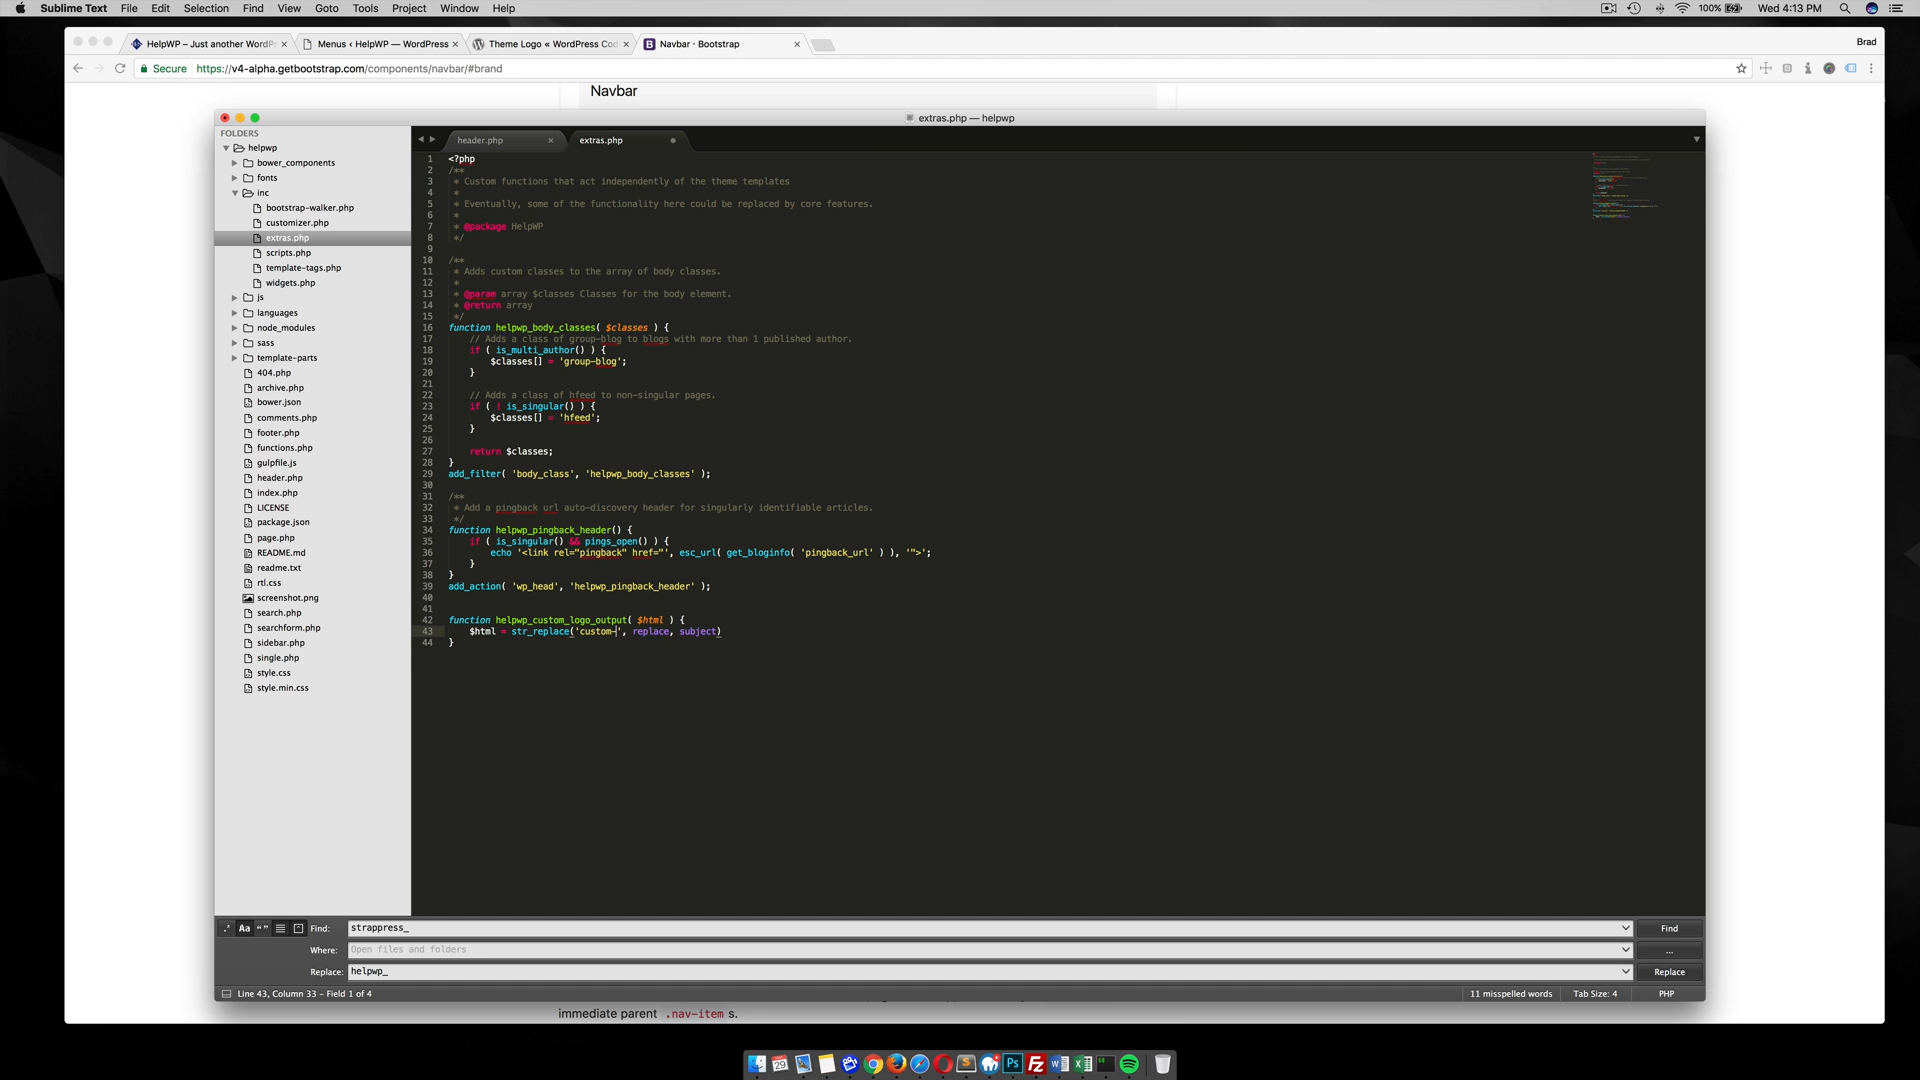 Sublime Text File Edit Selection Find View Goto Tools Project Window Help 100% Wed 4:13 PM
HelpWP – Just another WordP Menus ‹ HelpWP — WordPress Theme Logo « WordPress Cod Navbar · Bootstrap Brad
Secure https://v4-alpha.getbootstrap.com/components/navbar/#brand
Navbar
extras.php — helpwp
FOLDERS
helpwp
bower_components
fonts
inc
bootstrap-walker.php
customizer.php
extras.php
scripts.php
template-tags.php
widgets.php
js
languages
node_modules
sass
template-parts
404.php
archive.php
bower.json
comments.php
footer.php
functions.php
gulpfile.js
header.php
index.php
LICENSE
package.json
page.php
README.md
readme.txt
rtl.css
screenshot.png
search.php
searchform.php
sidebar.php
single.php
style.css
style.min.css
header.php extras.php
1 <?php
2 /**
3 * Custom functions that act independently of the theme templates
4 *
5 * Eventually, some of the functionality here could be replaced by core features.
6 *
7 * @package HelpWP
8 */
9
10 /**
11 * Adds custom classes to the array of body classes.
12 *
13 * @param array $classes Classes for the body element.
14 * @return array
15 */
16 function helpwp_body_classes( $classes ) {
17 // Adds a class of group-blog to blogs with more than 1 published author.
18 if ( is_multi_author() ) {
19 $classes[] = 'group-blog';
20 }
21
22 // Adds a class of hfeed to non-singular pages.
23 if ( ! is_singular() ) {
24 $classes[] = 'hfeed';
25 }
26
27 return $classes;
28 }
29 add_filter( 'body_class', 'helpwp_body_classes' );
30
31 /**
32 * Add a pingback url auto-discovery header for singularly identifiable articles.
33 */
34 function helpwp_pingback_header() {
35 if ( is_singular() && pings_open() ) {
36 echo '<link rel="pingback" href="', esc_url( get_bloginfo( 'pingback_url' ) ), '">';
37 }
38 }
39 add_action( 'wp_head', 'helpwp_pingback_header' );
40
41
42 function helpwp_custom_logo_output( $html ) {
43 $html = str_replace('custom-', replace, subject)
44 }
Aa Find: strappress_ Find
Where: Open files and folders ...
Replace: helpwp_ Replace
Line 43, Column 33 – Field 1 of 4 11 misspelled words Tab Size: 4 PHP
immediate parent .nav-item s.